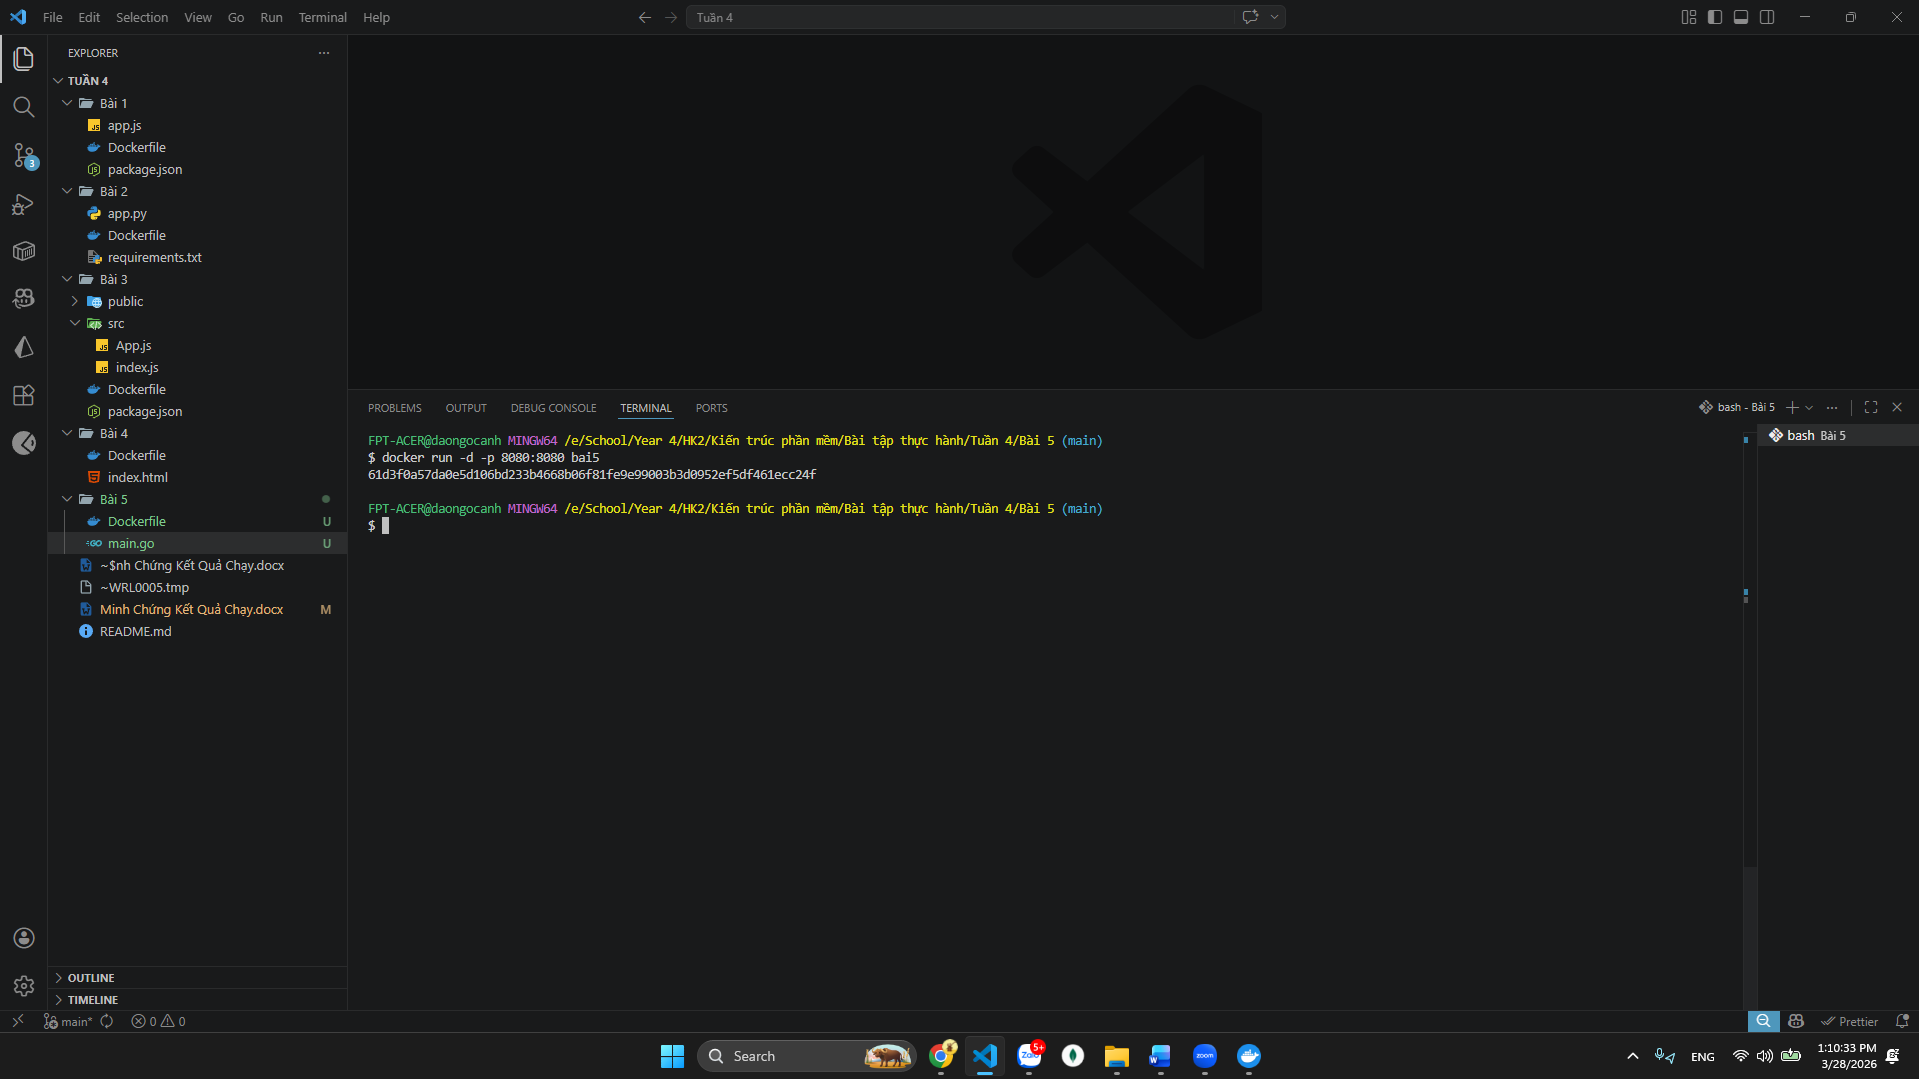 File Edit Selection View Go Run Terminal Help
Tuần 4
EXPLORER
TUẦN 4
Bài 1
app.js
Dockerfile
package.json
Bài 2
app.py
Dockerfile
requirements.txt
Bài 3
public
src
App.js
index.js
Dockerfile
package.json
Bài 4
Dockerfile
index.html
Bài 5
Dockerfile U
main.go U
~$nh Chứng Kết Quả Chạy.docx
~WRL0005.tmp
Minh Chứng Kết Quả Chạy.docx M
README.md
OUTLINE
TIMELINE
3
PROBLEMS OUTPUT DEBUG CONSOLE TERMINAL PORTS
bash - Bài 5
bash Bài 5
FPT-ACER@daongocanh MINGW64 /e/School/Year 4/HK2/Kiến trúc phần mềm/Bài tập thực hành/Tuần 4/Bài 5 (main)
$ docker run -d -p 8080:8080 bai5
61d3f0a57da0e5d106bd233b4668b06f81fe9e99003b3d0952ef5df461ecc24f
FPT-ACER@daongocanh MINGW64 /e/School/Year 4/HK2/Kiến trúc phần mềm/Bài tập thực hành/Tuần 4/Bài 5 (main)
$
main* 0 0
Prettier
Search
Zalo
5+
zoom
ENG
1:10:33 PM
3/28/2026